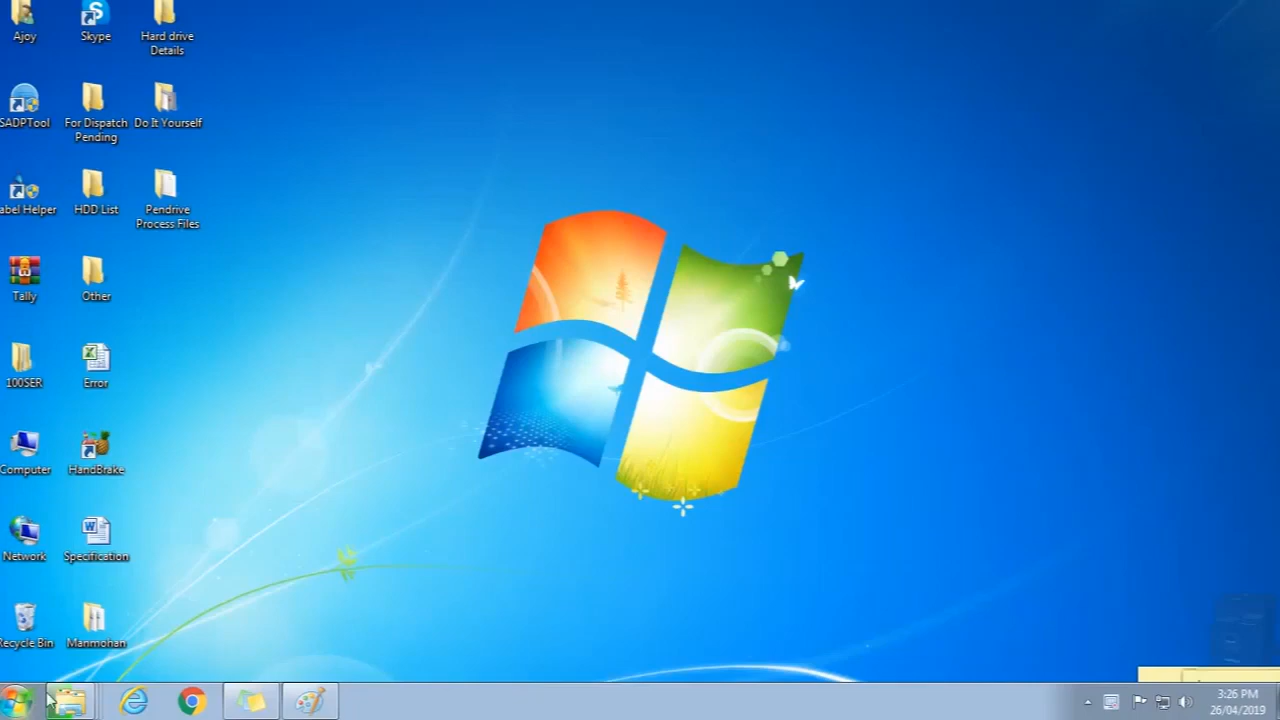 Ajoy
Skype
Hard drive
Details
SADPTool
For Dispatch
Pending
Do It Yourself
abel Helper
HDD List
Pendrive
Process Files
Tally
Other
100SER
Error
Computer
HandBrake
Network
Specification
Recycle Bin
Manmohan
3:26 PM
26/04/2019